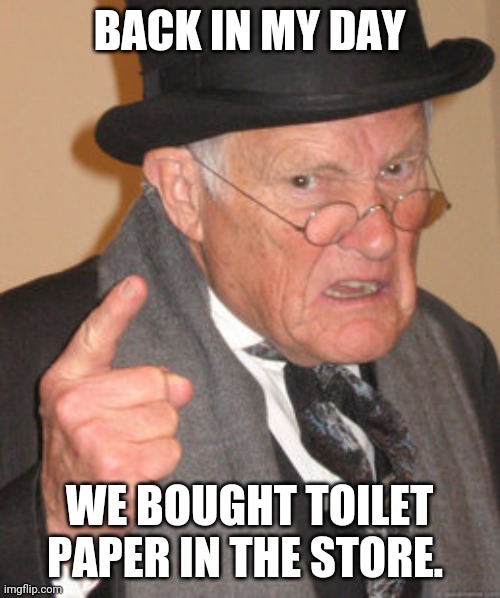 BACK IN MY DAY
WE BOUGHT TOILET
PAPER IN THE STORE.
imgflip.com